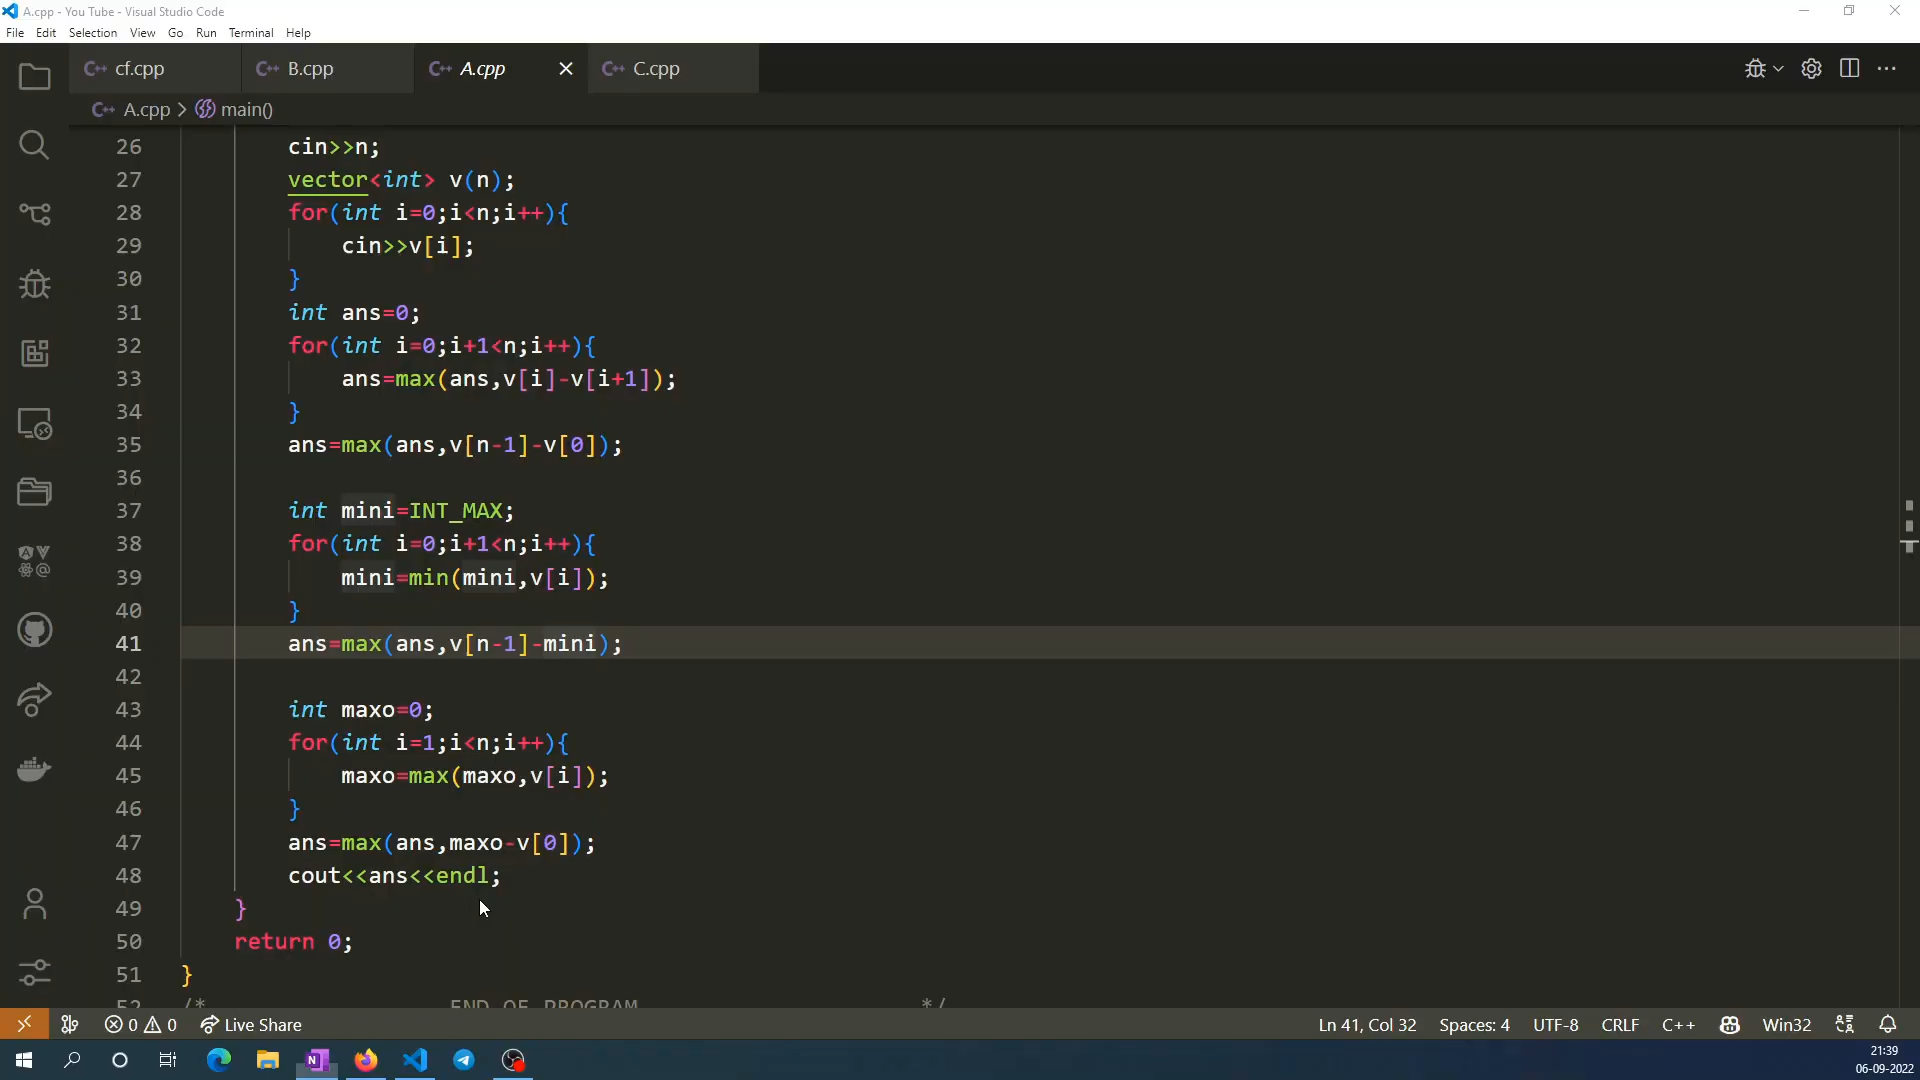 A.cpp - You Tube - Visual Studio Code
File Edit Selection View Go Run Terminal Help
C++ cf.cpp C++ B.cpp C++ A.cpp C++ C.cpp
C++ A.cpp > main()
26 cin>>n;
27 vector<int> v(n);
28 for(int i=0;i<n;i++){
29 cin>>v[i];
30 }
31 int ans=0;
32 for(int i=0;i+1<n;i++){
33 ans=max(ans,v[i]-v[i+1]);
34 }
35 ans=max(ans,v[n-1]-v[0]);
36
37 int mini=INT_MAX;
38 for(int i=0;i+1<n;i++){
39 mini=min(mini,v[i]);
40 }
41 ans=max(ans,v[n-1]-mini);
42
43 int maxo=0;
44 for(int i=1;i<n;i++){
45 maxo=max(maxo,v[i]);
46 }
47 ans=max(ans,maxo-v[0]);
48 cout<<ans<<endl;
49 }
50 return 0;
51 }
52 /* END OF PROGRAM */
0 0 Live Share Ln 41, Col 32 Spaces: 4 UTF-8 CRLF C++ Win32
21:39
06-09-2022